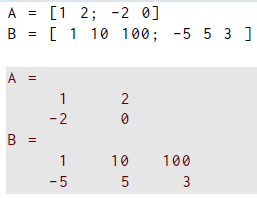 A = [1 2; -2 0]
B = [ 1 10 100; -5 5 3 ]
A =
1 2
-2 0
B =
1 10 100
-5 5 3